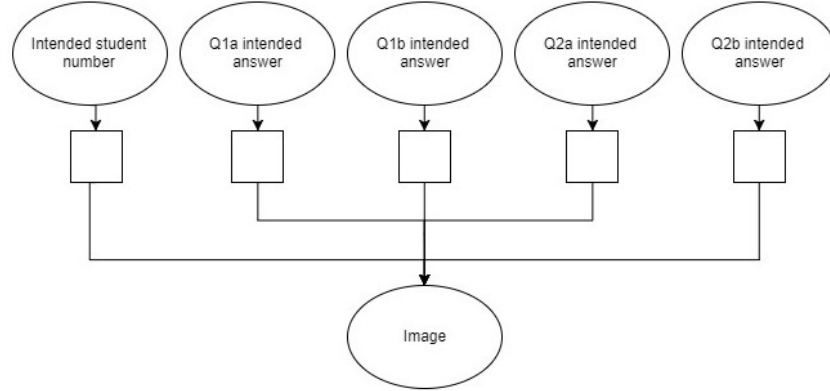 Intended student
number
Q1a intended
answer
Q1b intended
answer
Q2a intended
answer
Q2b intended
answer
Image